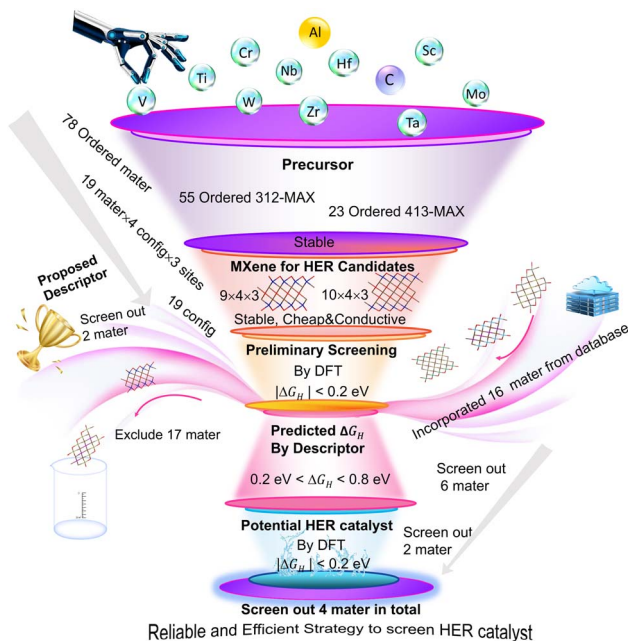 Al
Cr
Sc
Hf
Nb
Ti
C
Mo
V
W
Zr
Ta
78 Ordered mater
Precursor
55 Ordered 312-MAX
23 Ordered 413-MAX
19 mater×4 config×3 sites
Stable
MXene for HER Candidates
9×4×3
10×4×3
Stable, Cheap&Conductive
Proposed
Descriptor
Screen out
2 mater
19 config
Preliminary Screening
By DFT
|ΔG_H| < 0.2 eV
Incorporated 16 mater from database
Exclude 17 mater
Predicted ΔG_H
By Descriptor
0.2 eV < ΔG_H < 0.8 eV
Screen out
6 mater
Potential HER catalyst
By DFT
|ΔG_H| < 0.2 eV
Screen out
2 mater
Screen out 4 mater in total
Reliable and Efficient Strategy to screen HER catalyst